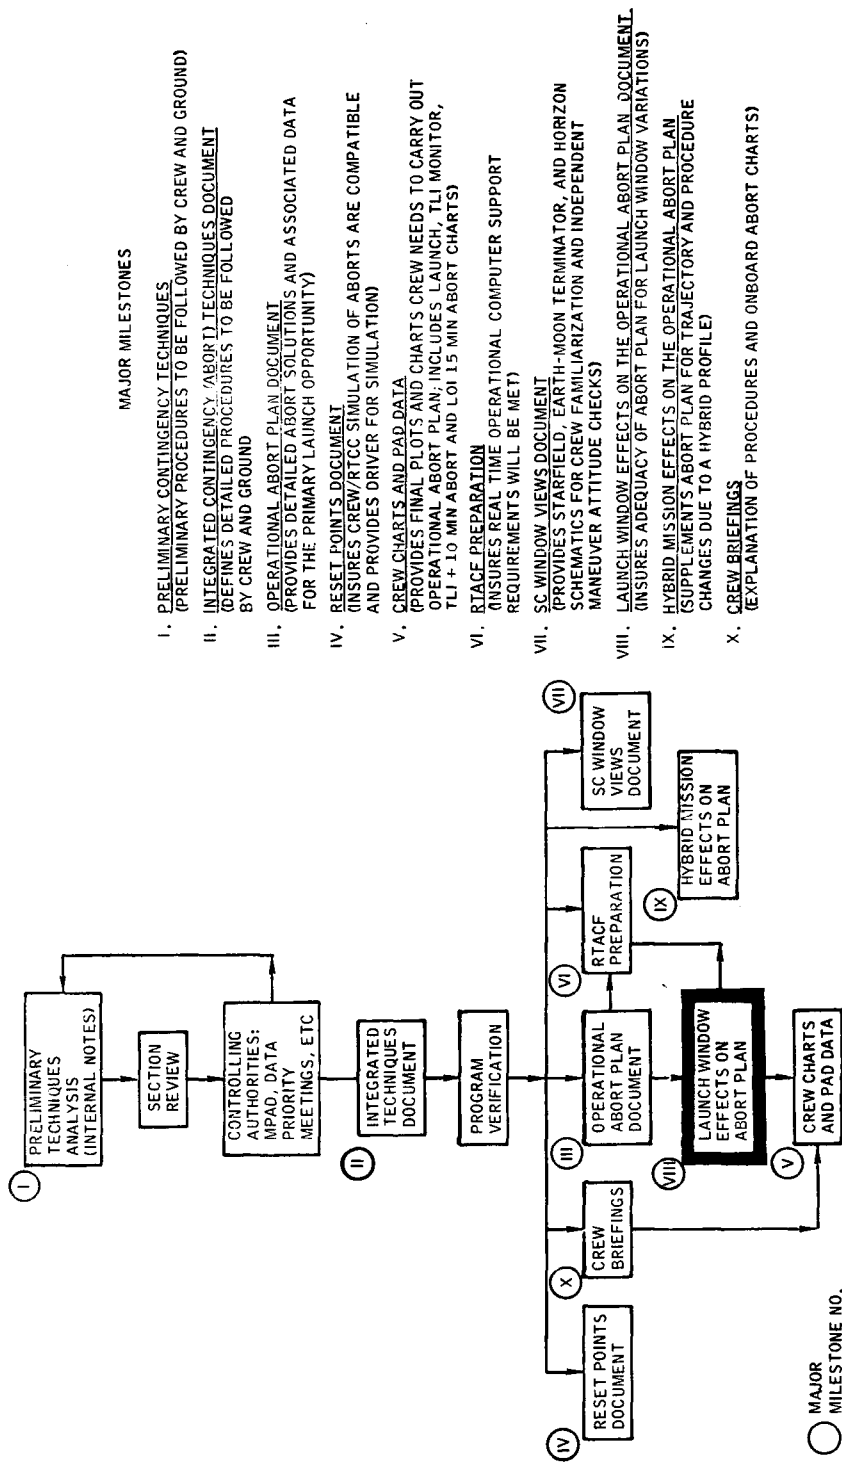 PRELIMINARY
TECHNIQUES
ANALYSIS
(INTERNAL NOTES)
I
SECTION
REVIEW
CONTROLLING
AUTHORITIES:
MPAD, DATA
PRIORITY
MEETINGS, ETC
II
INTEGRATED
TECHNIQUES
DOCUMENT
PROGRAM
VERIFICATION
IV
RESET POINTS
DOCUMENT
X
CREW
BRIEFINGS
III
OPERATIONAL
ABORT PLAN
DOCUMENT
VI
RTACF
PREPARATION
VII
SC WINDOW
VIEWS
DOCUMENT
VIII
LAUNCH WINDOW
EFFECTS ON
ABORT PLAN
IX
HYBRID MISSION
EFFECTS ON
ABORT PLAN
V
CREW CHARTS
AND PAD DATA
MAJOR
MILESTONE NO.
MAJOR MILESTONES
I. PRELIMINARY CONTINGENCY TECHNIQUES
(PRELIMINARY PROCEDURES TO BE FOLLOWED BY CREW AND GROUND)
II. INTEGRATED CONTINGENCY (ABORT) TECHNIQUES DOCUMENT
(DEFINES DETAILED PROCEDURES TO BE FOLLOWED
BY CREW AND GROUND
III. OPERATIONAL ABORT PLAN DOCUMENT
(PROVIDES DETAILED ABORT SOLUTIONS AND ASSOCIATED DATA
FOR THE PRIMARY LAUNCH OPPORTUNITY)
IV. RESET POINTS DOCUMENT
(INSURES CREW/RTCC SIMULATION OF ABORTS ARE COMPATIBLE
AND PROVIDES DRIVER FOR SIMULATION)
V. CREW CHARTS AND PAD DATA
(PROVIDES FINAL PLOTS AND CHARTS CREW NEEDS TO CARRY OUT
OPERATIONAL ABORT PLAN; INCLUDES LAUNCH, TLI MONITOR,
TLI + 10 MIN ABORT AND LOI 15 MIN ABORT CHARTS)
VI. RTACF PREPARATION
(INSURES REAL TIME OPERATIONAL COMPUTER SUPPORT
REQUIREMENTS WILL BE MET)
VII. SC WINDOW VIEWS DOCUMENT
(PROVIDES STARFIELD, EARTH-MOON TERMINATOR, AND HORIZON
SCHEMATICS FOR CREW FAMILIARIZATION AND INDEPENDENT
MANEUVER ATTITUDE CHECKS)
VIII. LAUNCH WINDOW EFFECTS ON THE OPERATIONAL ABORT PLAN DOCUMENT.
(INSURES ADEQUACY OF ABORT PLAN FOR LAUNCH WINDOW VARIATIONS)
IX. HYBRID MISSION EFFECTS ON THE OPERATIONAL ABORT PLAN
(SUPPLEMENTS ABORT PLAN FOR TRAJECTORY AND PROCEDURE
CHANGES DUE TO A HYBRID PROFILE)
X. CREW BRIEFINGS
(EXPLANATION OF PROCEDURES AND ONBOARD ABORT CHARTS)